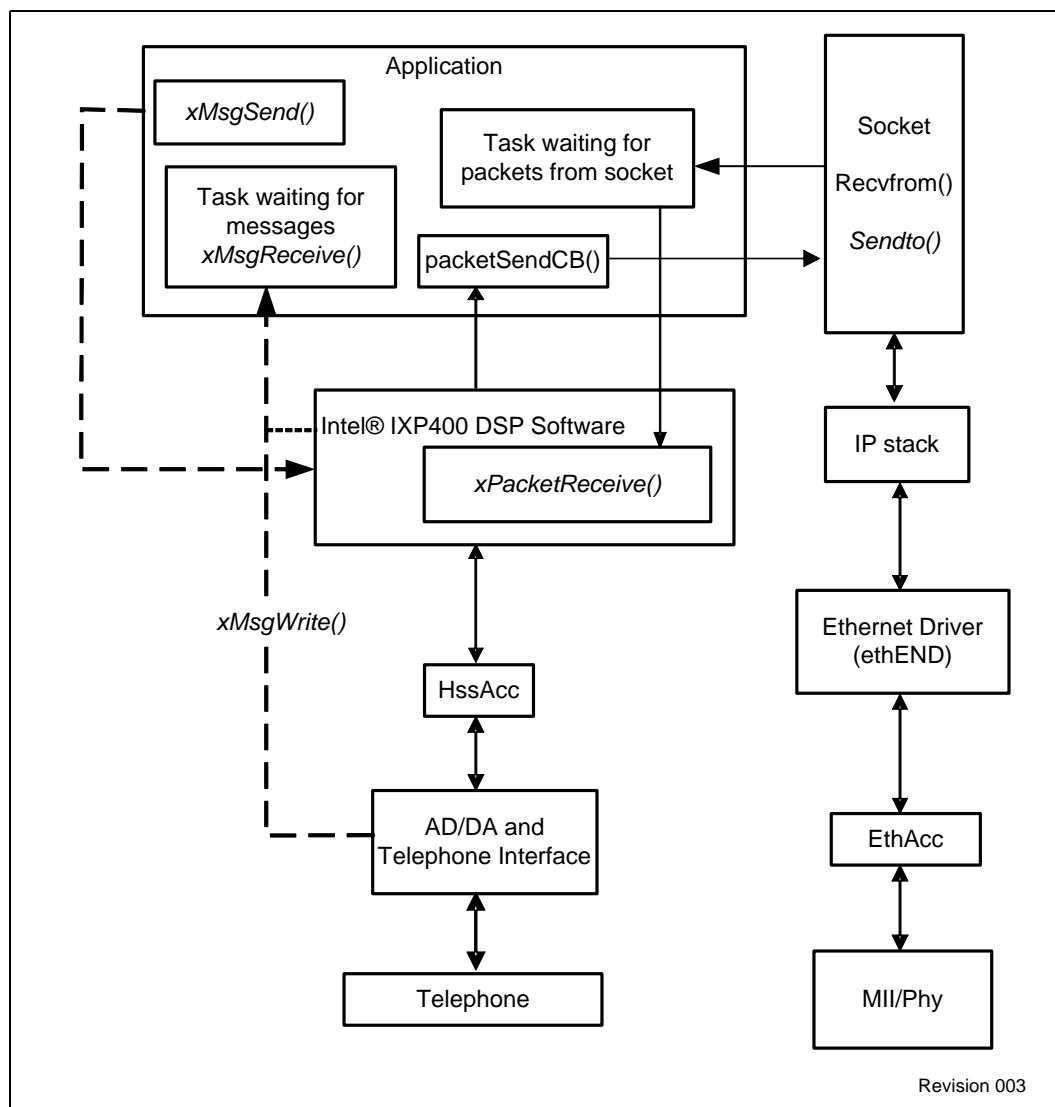 Application
xMsgSend()
Task waiting for
messages
xMsgReceive()
Task waiting for
packets from socket
packetSendCB()
Socket
Recvfrom()
Sendto()
Intel® IXP400 DSP Software
xPacketReceive()
IP stack
xMsgWrite()
Ethernet Driver
(ethEND)
HssAcc
AD/DA and
Telephone Interface
EthAcc
Telephone
MII/Phy
Revision 003